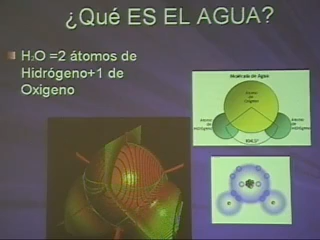 ¿Qué ES EL AGUA?
H₂O =2 átomos de
Hidrógeno+1 de
Oxigeno
Molécula de Agua